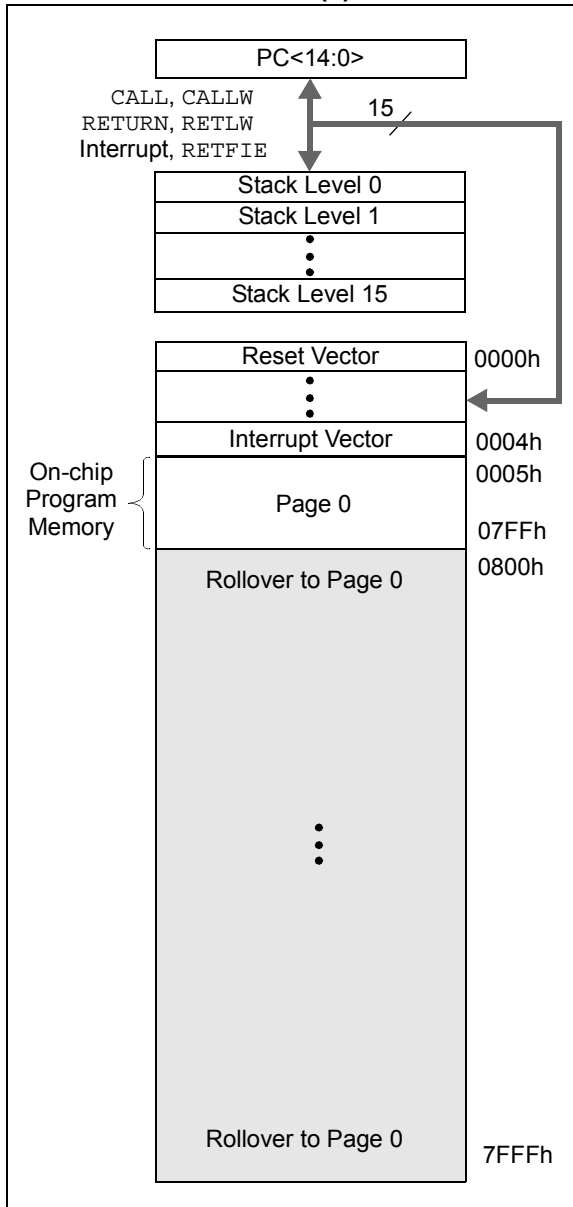 PC<14:0>
CALL, CALLW
RETURN, RETLW
Interrupt, RETFIE
15
Stack Level 0
Stack Level 1
Stack Level 15
Reset Vector
0000h
Interrupt Vector
0004h
On-chip
Program
Memory
Page 0
0005h
07FFh
Rollover to Page 0
0800h
Rollover to Page 0
7FFFh